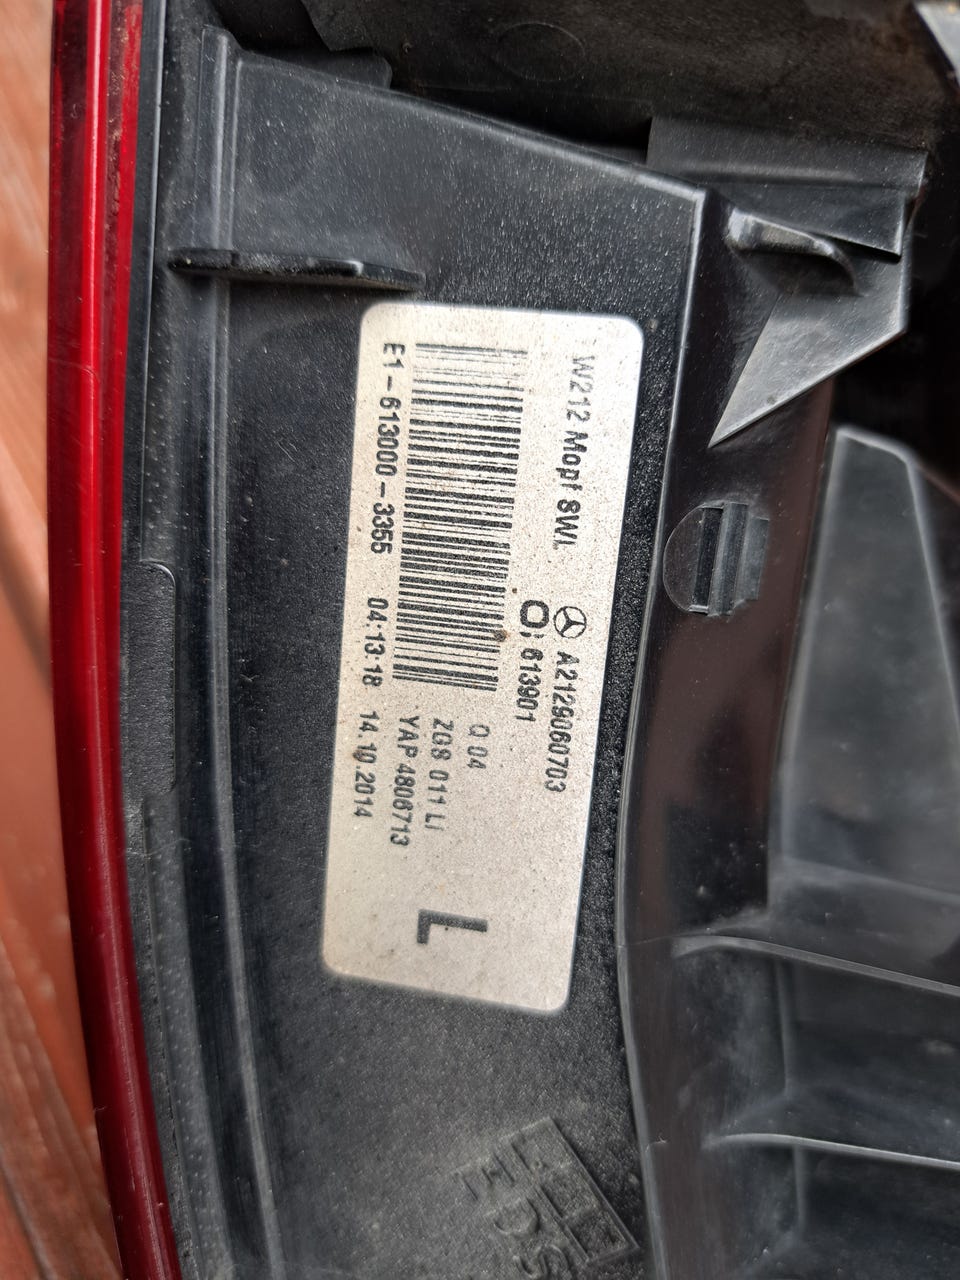 W212 Mopf SWL
A2129060703
613901
E1-613000-3355 04:13:18 14.10.2014
Q 04
ZGS 011 Li
YAP 4806713
L